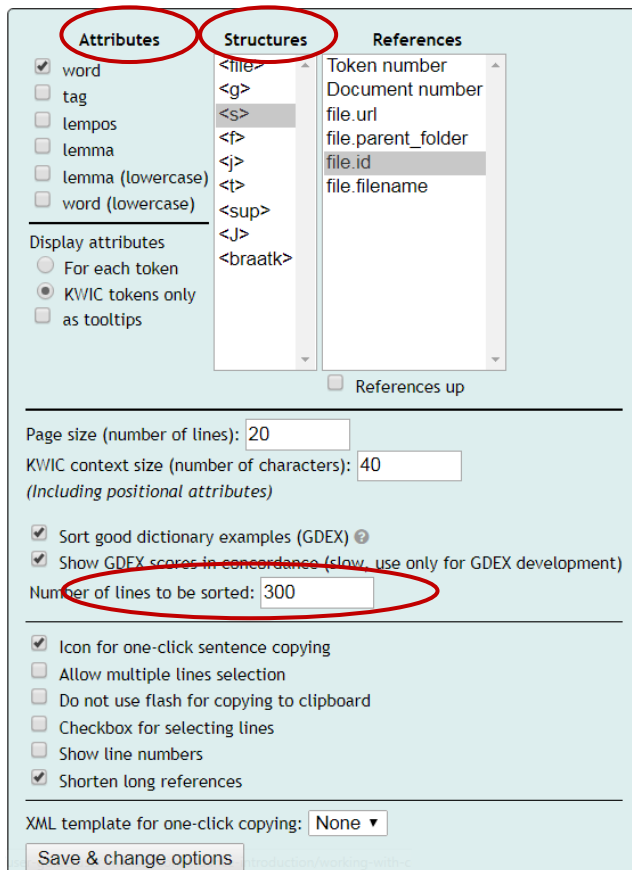 Attributes
word
tag
lempos
lemma
lemma (lowercase)
word (lowercase)
Display attributes
For each token
KWIC tokens only
as tooltips
Structures
<file>
<g>
<s>
<f>
<j>
<t>
<sup>
<J>
<braatk>
References
Token number
Document number
file.url
file.parent_folder
file.id
file.filename
References up
Page size (number of lines): 20
KWIC context size (number of characters): 40
(Including positional attributes)
Sort good dictionary examples (GDEX) ?
Show GDEX scores in concordance (slow, use only for GDEX development)
Number of lines to be sorted: 300
Icon for one-click sentence copying
Allow multiple lines selection
Do not use flash for copying to clipboard
Checkbox for selecting lines
Show line numbers
Shorten long references
XML template for one-click copying: None
Save & change options
introduction/working-with-c